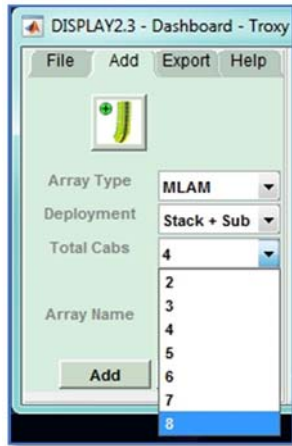 DISPLAY2.3 - Dashboard - Troxy
File Add Export Help
Array Type MLAM
Deployment Stack + Sub
Total Cabs 4
2
3
4
5
Array Name
6
Add
7
8